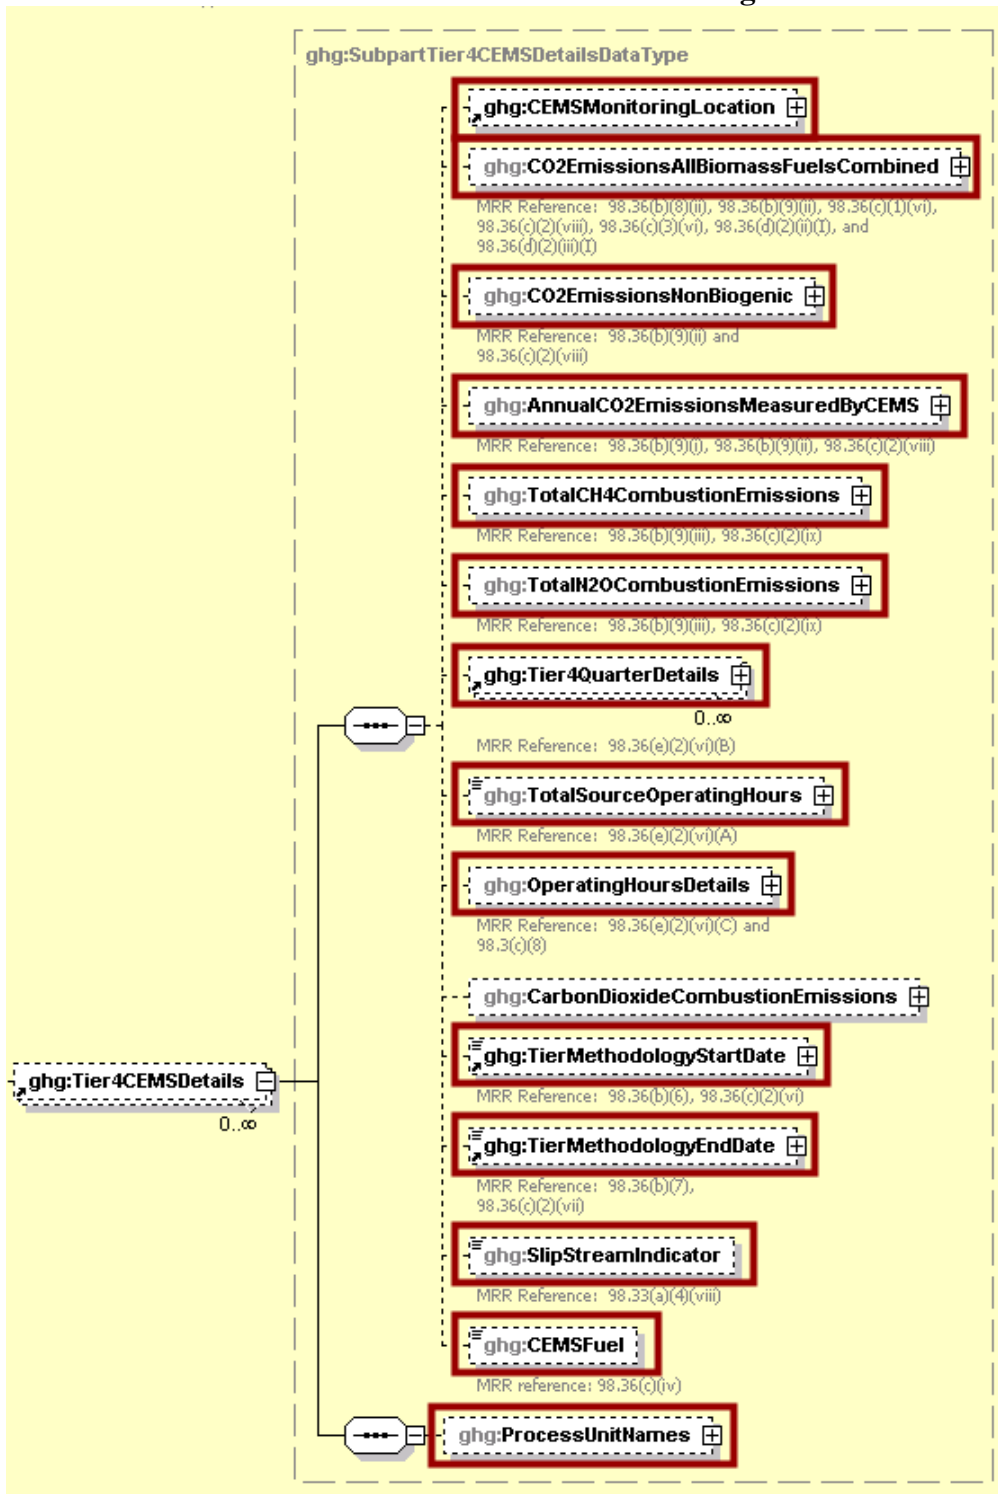 ghg:SubpartTier4CEMSDetailsDataType
ghg:CEMSMonitoringLocation
ghg:CO2EmissionsAllBiomassFuelsCombined
MRR Reference: 98.36(b)(8)(ii), 98.36(b)(9)(ii), 98.36(c)(1)(vi),
98.36(c)(2)(viii), 98.36(c)(3)(vi), 98.36(d)(2)(ii)(I), and
98.36(d)(2)(iii)(I)
ghg:CO2EmissionsNonBiogenic
MRR Reference: 98.36(b)(9)(ii) and
98.36(c)(2)(viii)
ghg:AnnualCO2EmissionsMeasuredByCEMS
MRR Reference: 98.36(b)(9)(i), 98.36(b)(9)(ii), 98.36(c)(2)(viii)
ghg:TotalCH4CombustionEmissions
MRR Reference: 98.36(b)(9)(iii), 98.36(c)(2)(ix)
ghg:TotalN2OCombustionEmissions
MRR Reference: 98.36(b)(9)(iii), 98.36(c)(2)(ix)
ghg:Tier4QuarterDetails
0..∞
MRR Reference: 98.36(e)(2)(vi)(B)
ghg:TotalSourceOperatingHours
MRR Reference: 98.36(e)(2)(vi)(A)
ghg:OperatingHoursDetails
MRR Reference: 98.36(e)(2)(vi)(C) and
98.3(c)(8)
ghg:CarbonDioxideCombustionEmissions
ghg:TierMethodologyStartDate
ghg:Tier4CEMSDetails
0..∞
MRR Reference: 98.36(b)(6), 98.36(c)(2)(vi)
ghg:TierMethodologyEndDate
MRR Reference: 98.36(b)(7),
98.36(c)(2)(vii)
ghg:SlipStreamIndicator
MRR Reference: 98.33(a)(4)(viii)
ghg:CEMSFuel
MRR reference: 98.36(c)(iv)
ghg:ProcessUnitNames